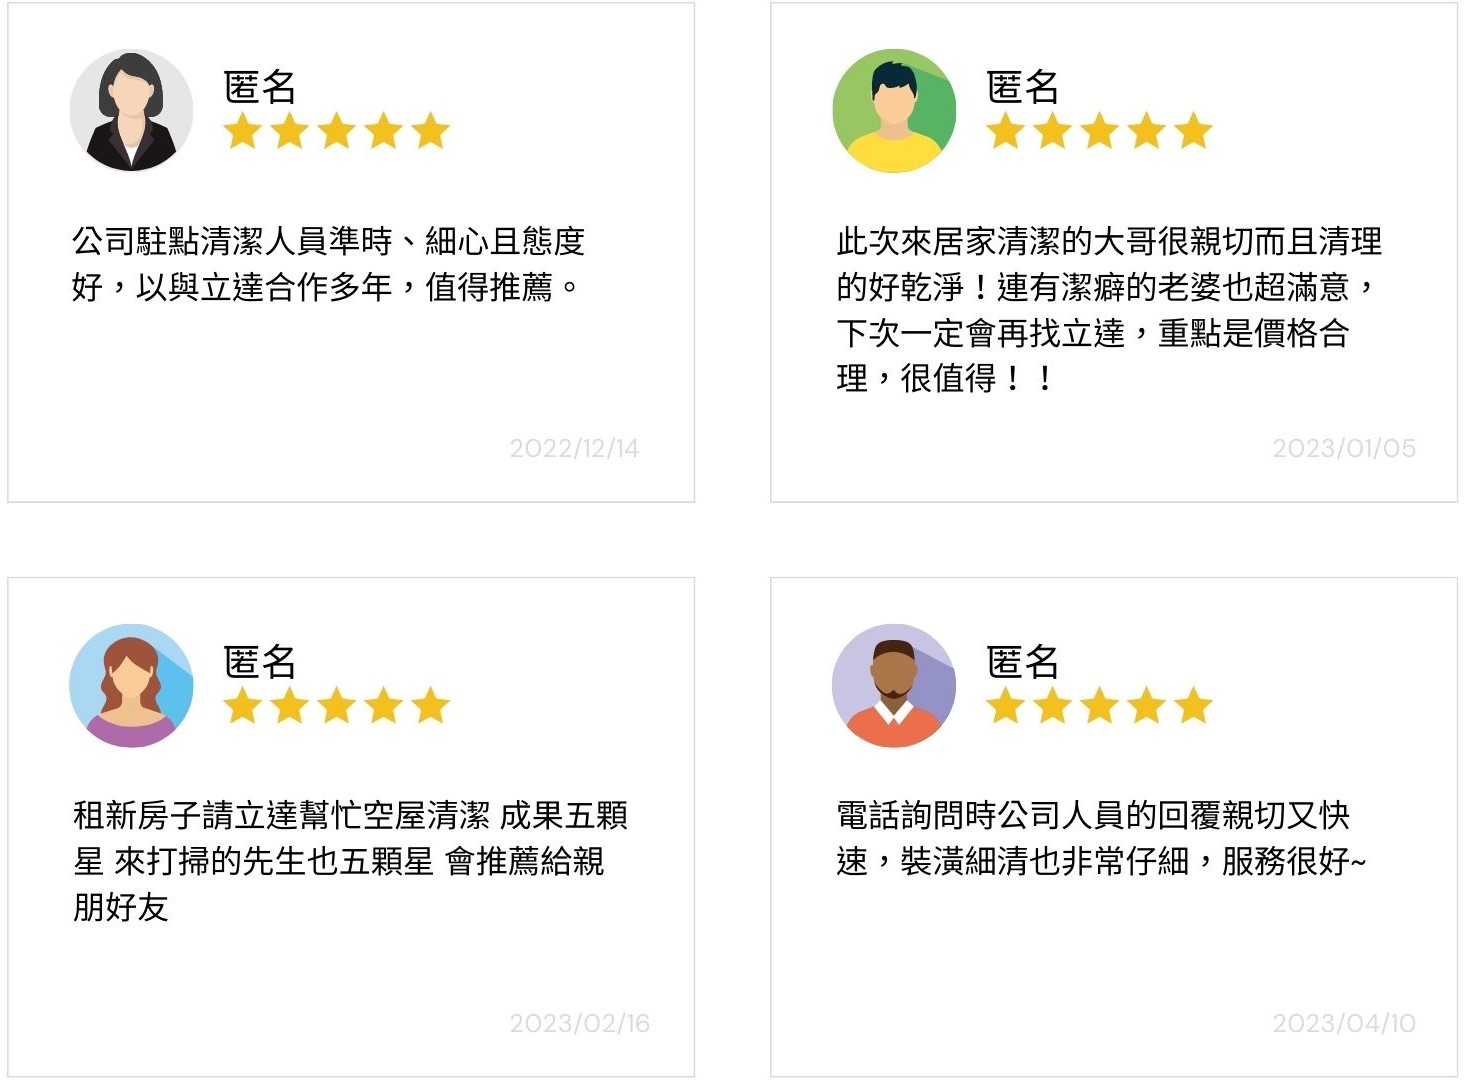 匿名
公司駐點清潔人員準時、細心且態度
好，以與立達合作多年，值得推薦。
2022/12/14
匿名
此次來居家清潔的大哥很親切而且清理
的好乾淨！連有潔癖的老婆也超滿意，
下次一定會再找立達，重點是價格合
理，很值得！！
2023/01/05
匿名
租新房子請立達幫忙空屋清潔 成果五顆
星 來打掃的先生也五顆星 會推薦給親
朋好友
2023/02/16
匿名
電話詢問時公司人員的回覆親切又快
速，裝潢細清也非常仔細，服務很好~
2023/04/10